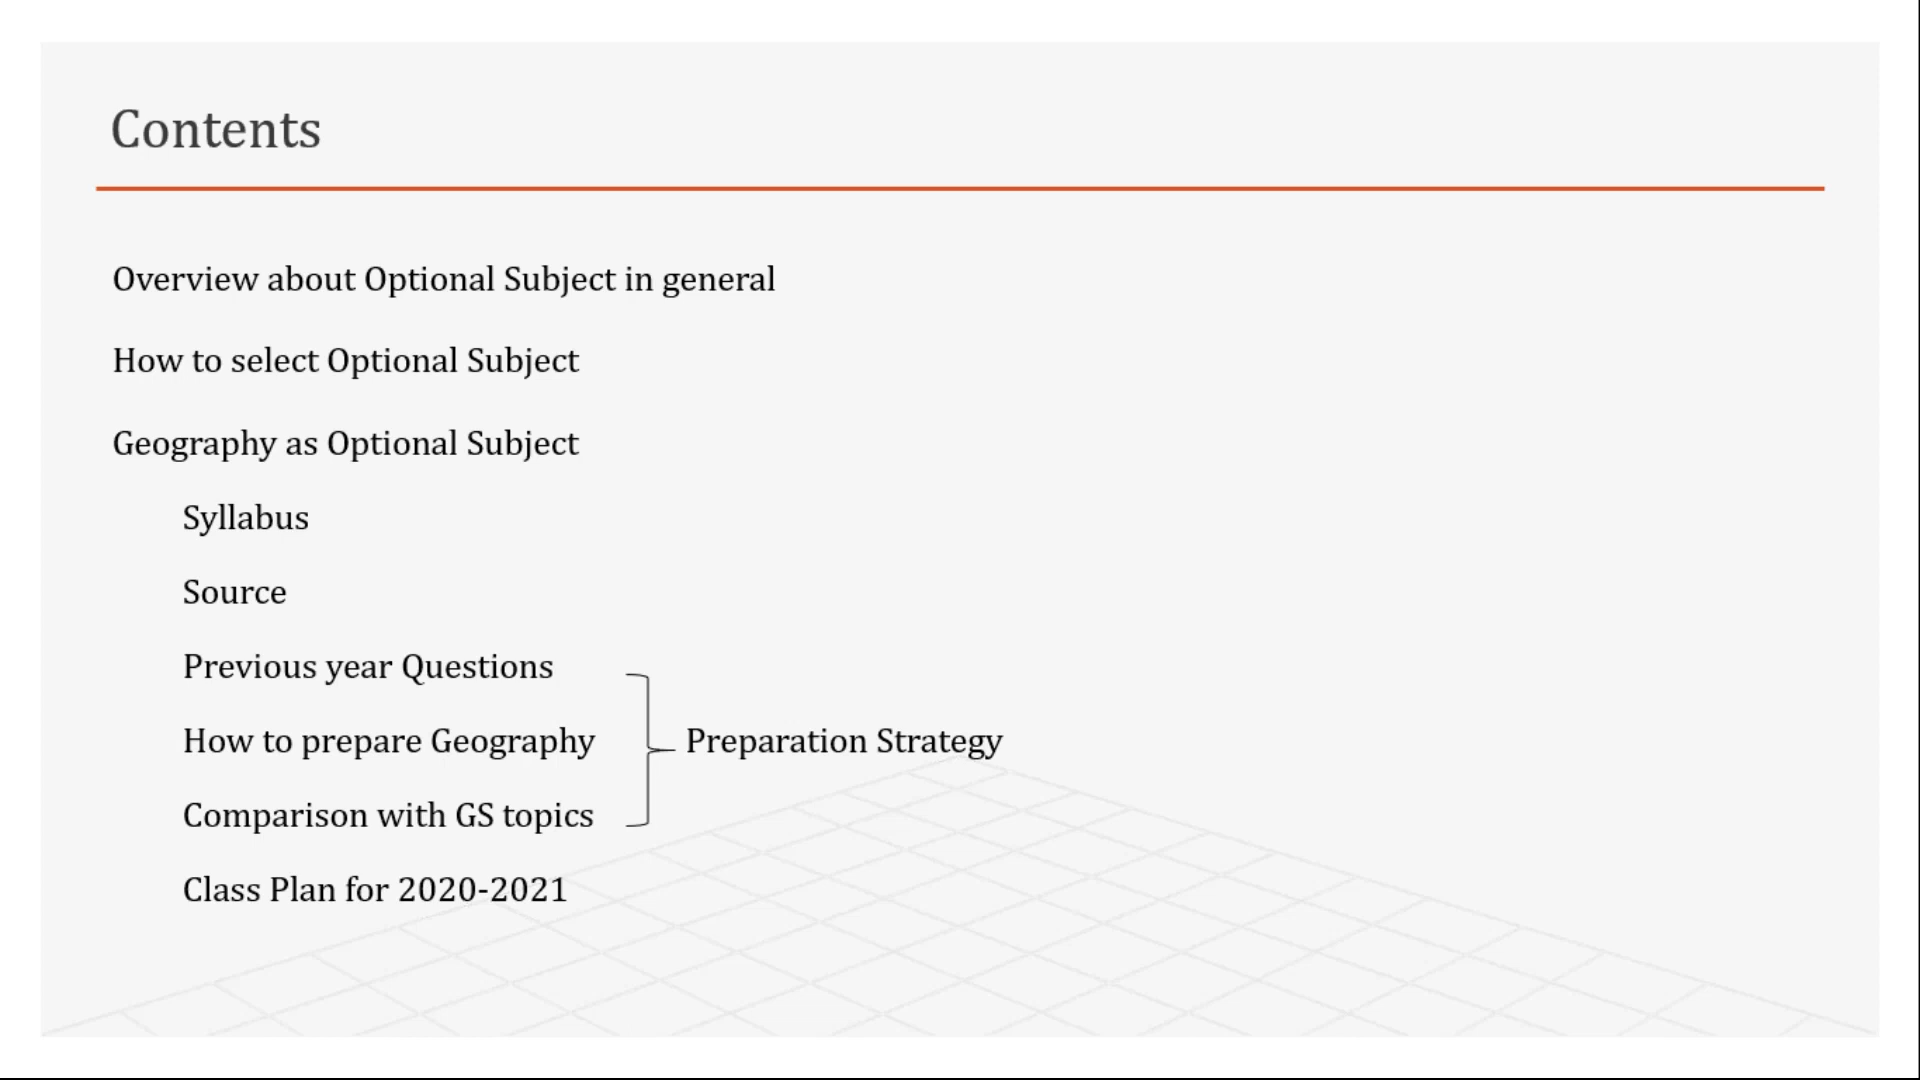 Contents
Overview about Optional Subject in general
How to select Optional Subject
Geography as Optional Subject
Syllabus
Source
Previous year Questions
How to prepare Geography
Preparation Strategy
Comparison with GS topics
Class Plan for 2020-2021